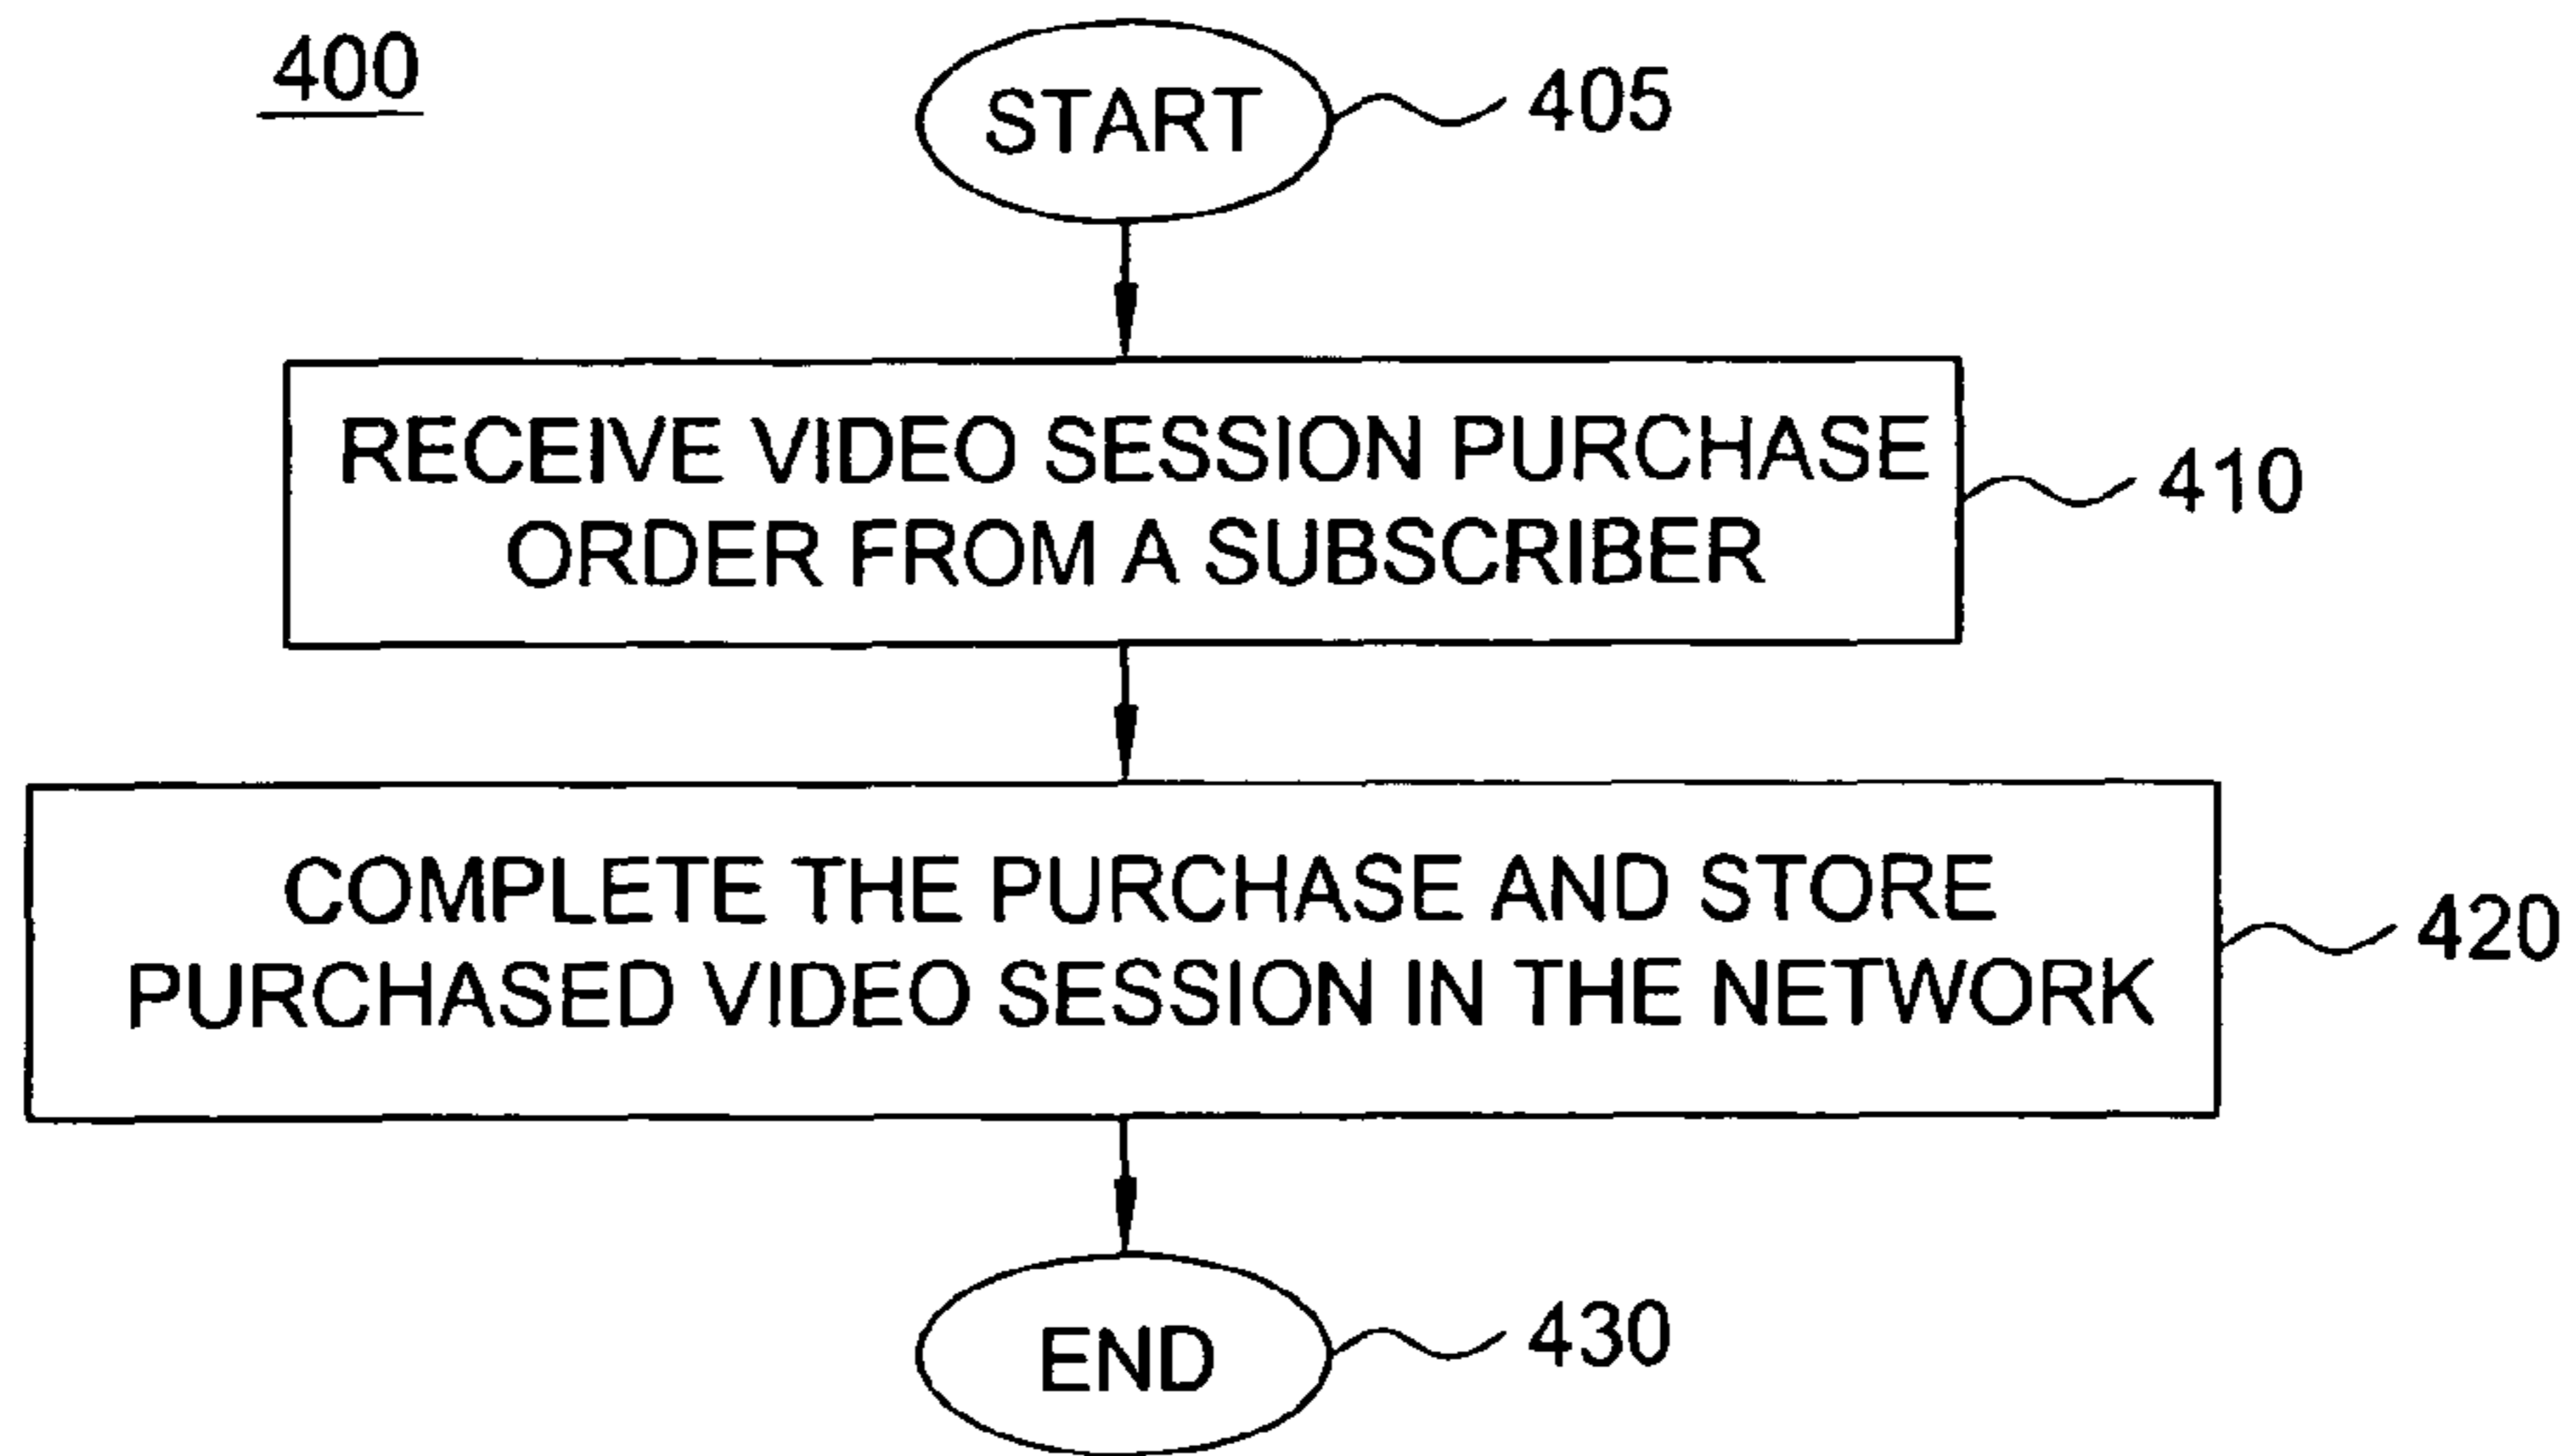 400
START
405
RECEIVE VIDEO SESSION PURCHASE
ORDER FROM A SUBSCRIBER
410
COMPLETE THE PURCHASE AND STORE
PURCHASED VIDEO SESSION IN THE NETWORK
420
END
430